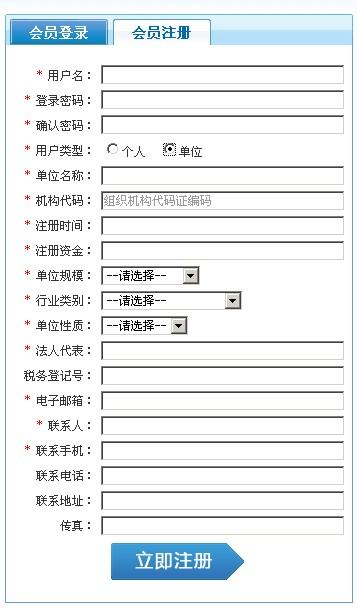 会员登录 会员注册
* 用户名：
* 登录密码：
* 确认密码：
* 用户类型： 个人 单位
* 单位名称：
* 机构代码： 组织机构代码证编码
* 注册时间：
* 注册资金：
* 单位规模： --请选择--
* 行业类别： --请选择--
* 单位性质： --请选择--
* 法人代表：
税务登记号：
* 电子邮箱：
* 联系人：
* 联系手机：
联系电话：
联系地址：
传真：
立即注册